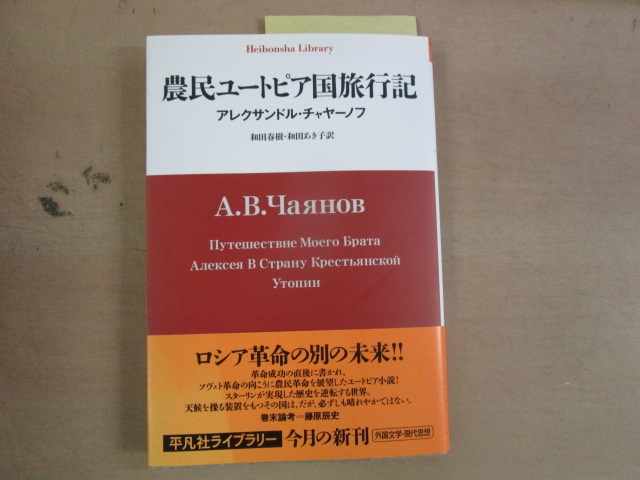 Heibonsha Library
農民ユートピア国旅行記
アレクサンドル・チャヤーノフ
和田春樹・和田あき子訳
А.В.Чаянов
Путешествие Моего Брата
Алексея В Страну Крестьянской
Утопии
ロシア革命の別の未来!!
革命成功の直後に書かれ、
ソヴェト革命の向こうに農民革命を展望したユートピア小説!
スターリンが実現した歴史を逆転する世界。
天候を操る装置をもつその国は、だが、必ずしも晴れやかてはない。
巻末論考―藤原辰史
平凡社ライブラリー 今月の新刊 外国文学・現代思想